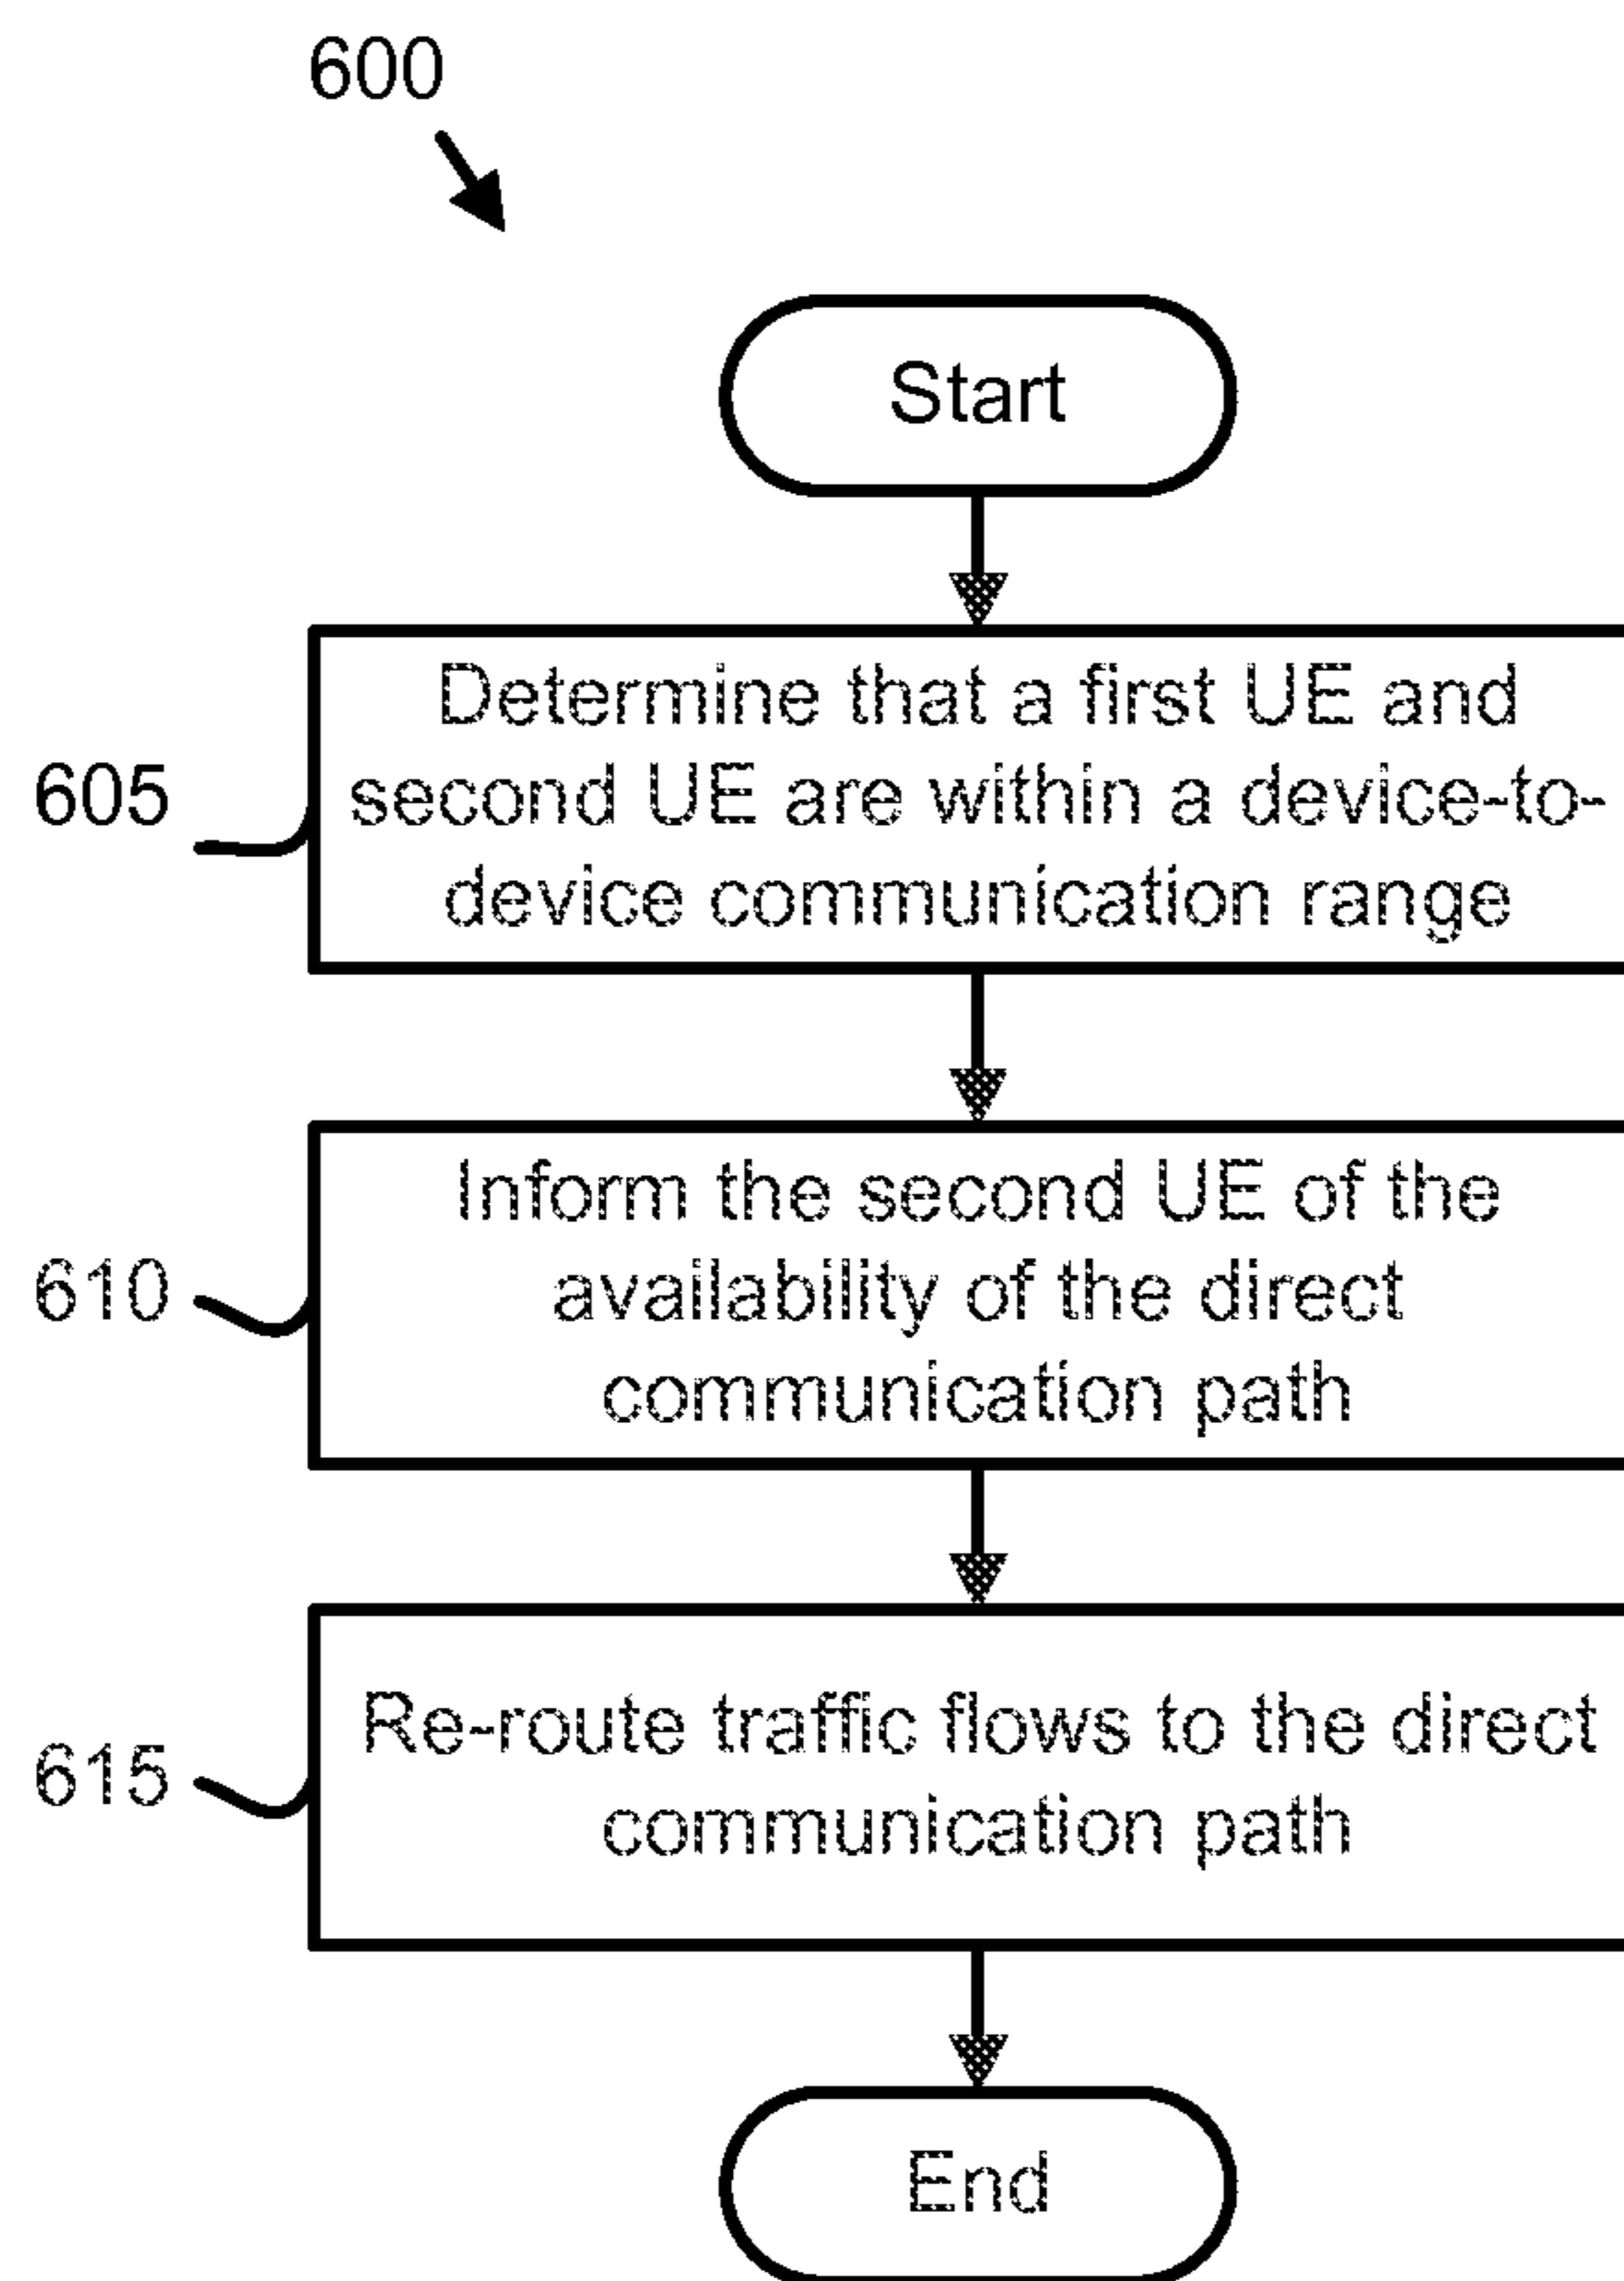 600
Start
605
Determine that a first UE and
second UE are within a device-to-
device communication range
610
Inform the second UE of the
availability of the direct
communication path
615
Re-route traffic flows to the direct
communication path
End